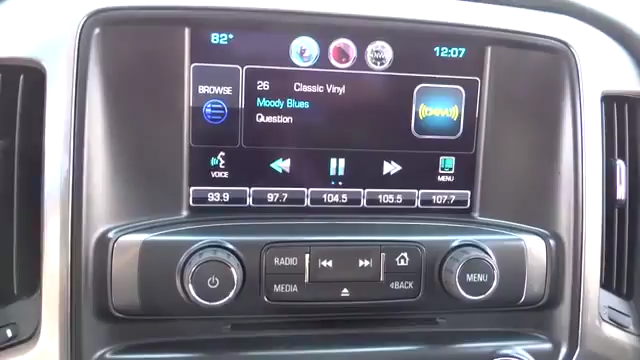 82° 12:07
BROWSE
26 Classic Vinyl
Moody Blues
Question
((SXM))
VOICE
MENU
93.9 97.7 104.5 105.5 107.7
RADIO
MEDIA
BACK
MENU